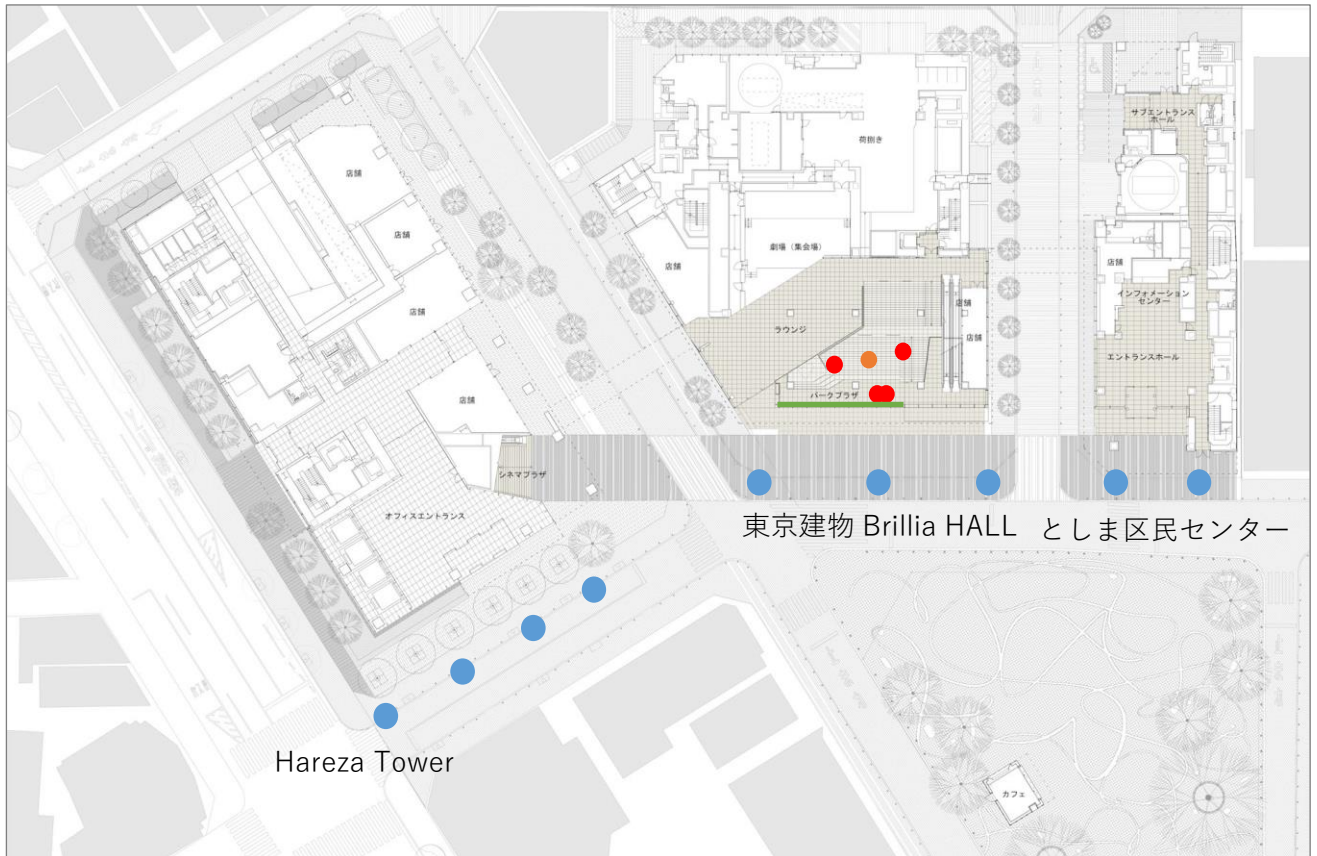 サブエントランス
ホール
荷捌き
店舗
劇場（集会場）
店舗
店舗
店舗
インフォメーション
センター
店舗
店舗
店舗
ラウンジ
エントランスホール
店舗
パークプラザ
シネマプラザ
オフィスエントランス
東京建物 Brillia HALL
としま区民センター
Hareza Tower
カフェ